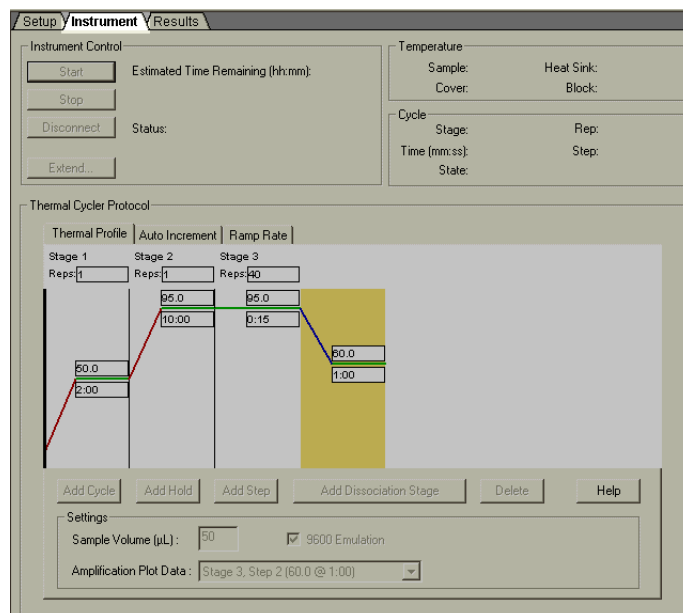 Setup Instrument Results
Instrument Control
Start Estimated Time Remaining (hh:mm):
Stop
Disconnect Status:
Extend...
Temperature
Sample: Heat Sink:
Cover: Block:
Cycle
Stage: Rep:
Time (mm:ss): Step:
State:
Thermal Cycler Protocol
Thermal Profile Auto Increment Ramp Rate
Stage 1 Stage 2 Stage 3
Reps: 1 Reps: 1 Reps: 40
95.0 95.0
10:00 0:15
60.0
1:00
50.0
2:00
Add Cycle Add Hold Add Step Add Dissociation Stage Delete Help
Settings
Sample Volume (µL) : 50 9600 Emulation
Amplification Plot Data : Stage 3, Step 2 (60.0 @ 1:00)